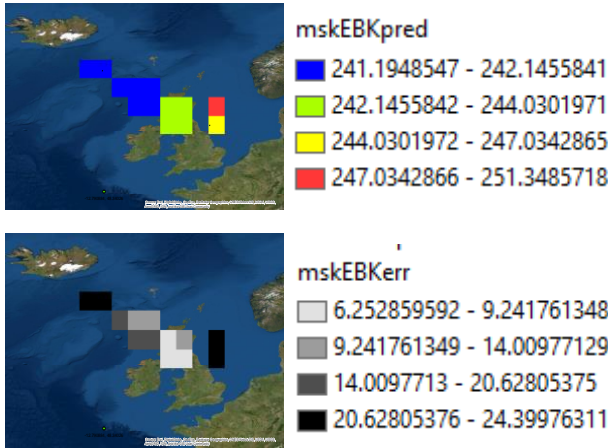 mskEBKpred
241.1948547 - 242.1455841
242.1455842 - 244.0301971
244.0301972 - 247.0342865
247.0342866 - 251.3485718
mskEBKerr
6.252859592 - 9.241761348
9.241761349 - 14.00977129
14.0097713 - 20.62805375
20.62805376 - 24.39976311